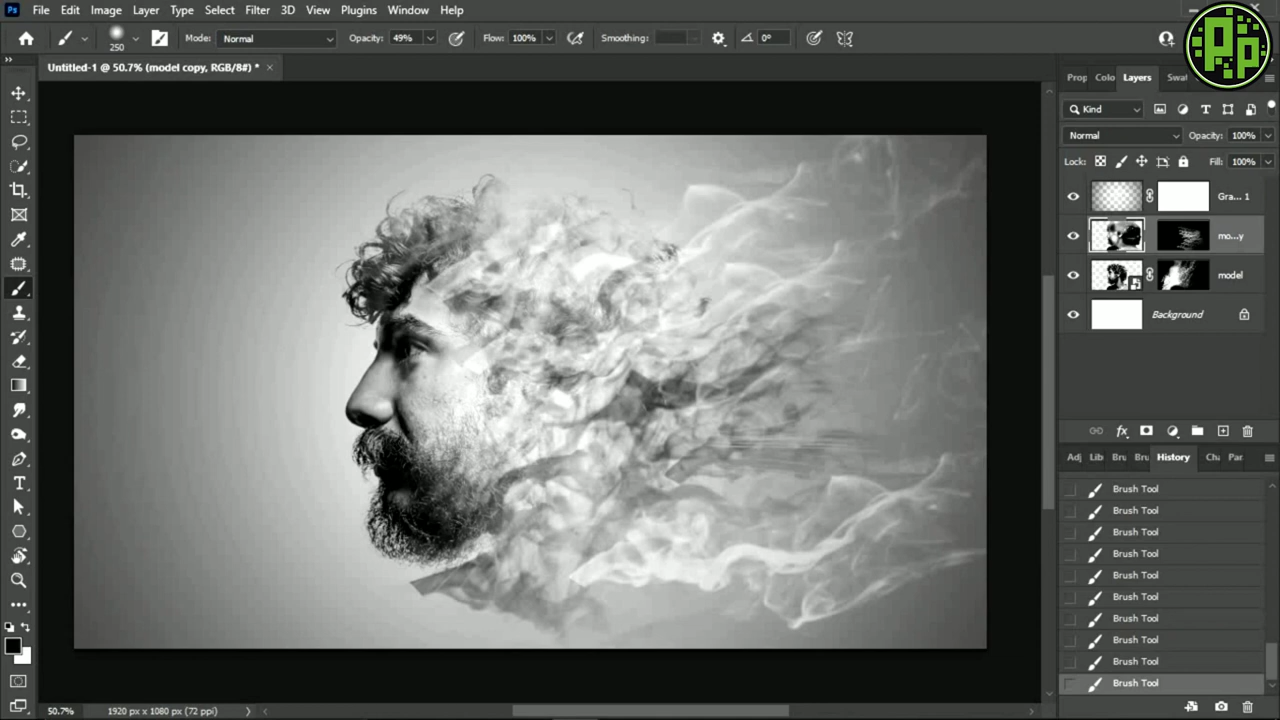 Ps File Edit Image Layer Type Select Filter 3D View Plugins Window Help
250 Mode: Normal Opacity: 49% Flow: 100% Smoothing: 0°
Untitled-1 @ 50.7% (model copy, RGB/8#) * ×
Prop Colo Layers Swat
Kind
Normal Opacity: 100%
Lock: Fill: 100%
Gra... 1
mo...y
model
Background
fx
Adj Lib Bru Bru History Cha Par
Brush Tool
Brush Tool
Brush Tool
Brush Tool
Brush Tool
Brush Tool
Brush Tool
Brush Tool
Brush Tool
Brush Tool
50.7% 1920 px x 1080 px (72 ppi)
Pp